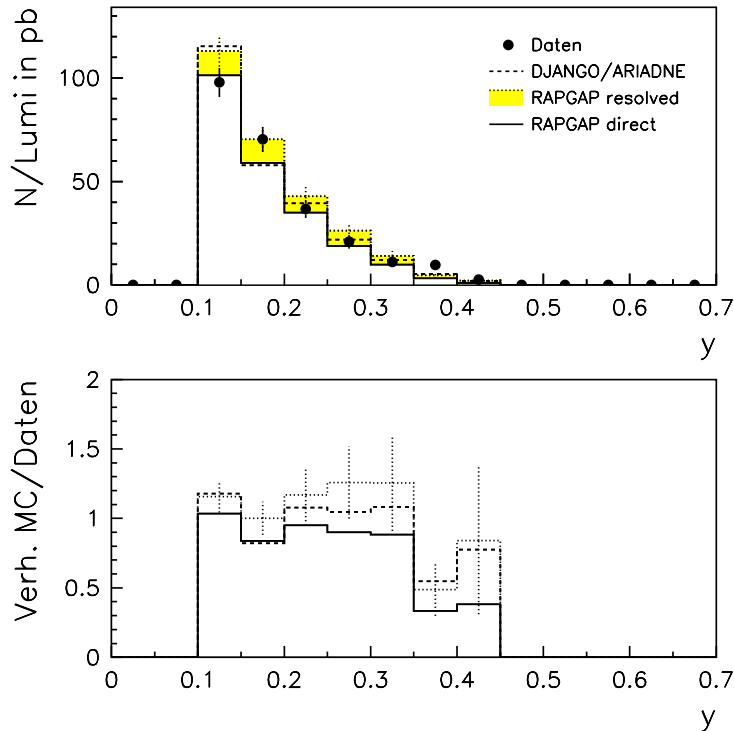 N/Lumi in pb
100
50
0
Daten
DJANGO/ARIADNE
RAPGAP resolved
RAPGAP direct
0 0.1 0.2 0.3 0.4 0.5 0.6 0.7
y
Verh. MC/Daten
2
1.5
1
0.5
0
0 0.1 0.2 0.3 0.4 0.5 0.6 0.7
y